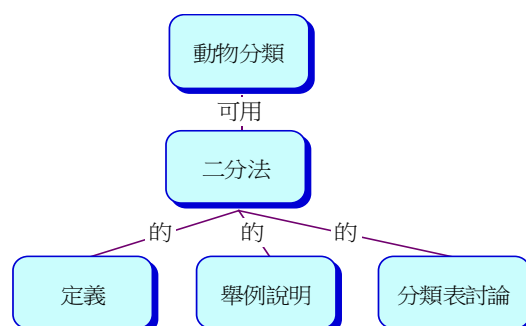 動物分類
可用
二分法
的 的 的
定義 舉例說明 分類表討論